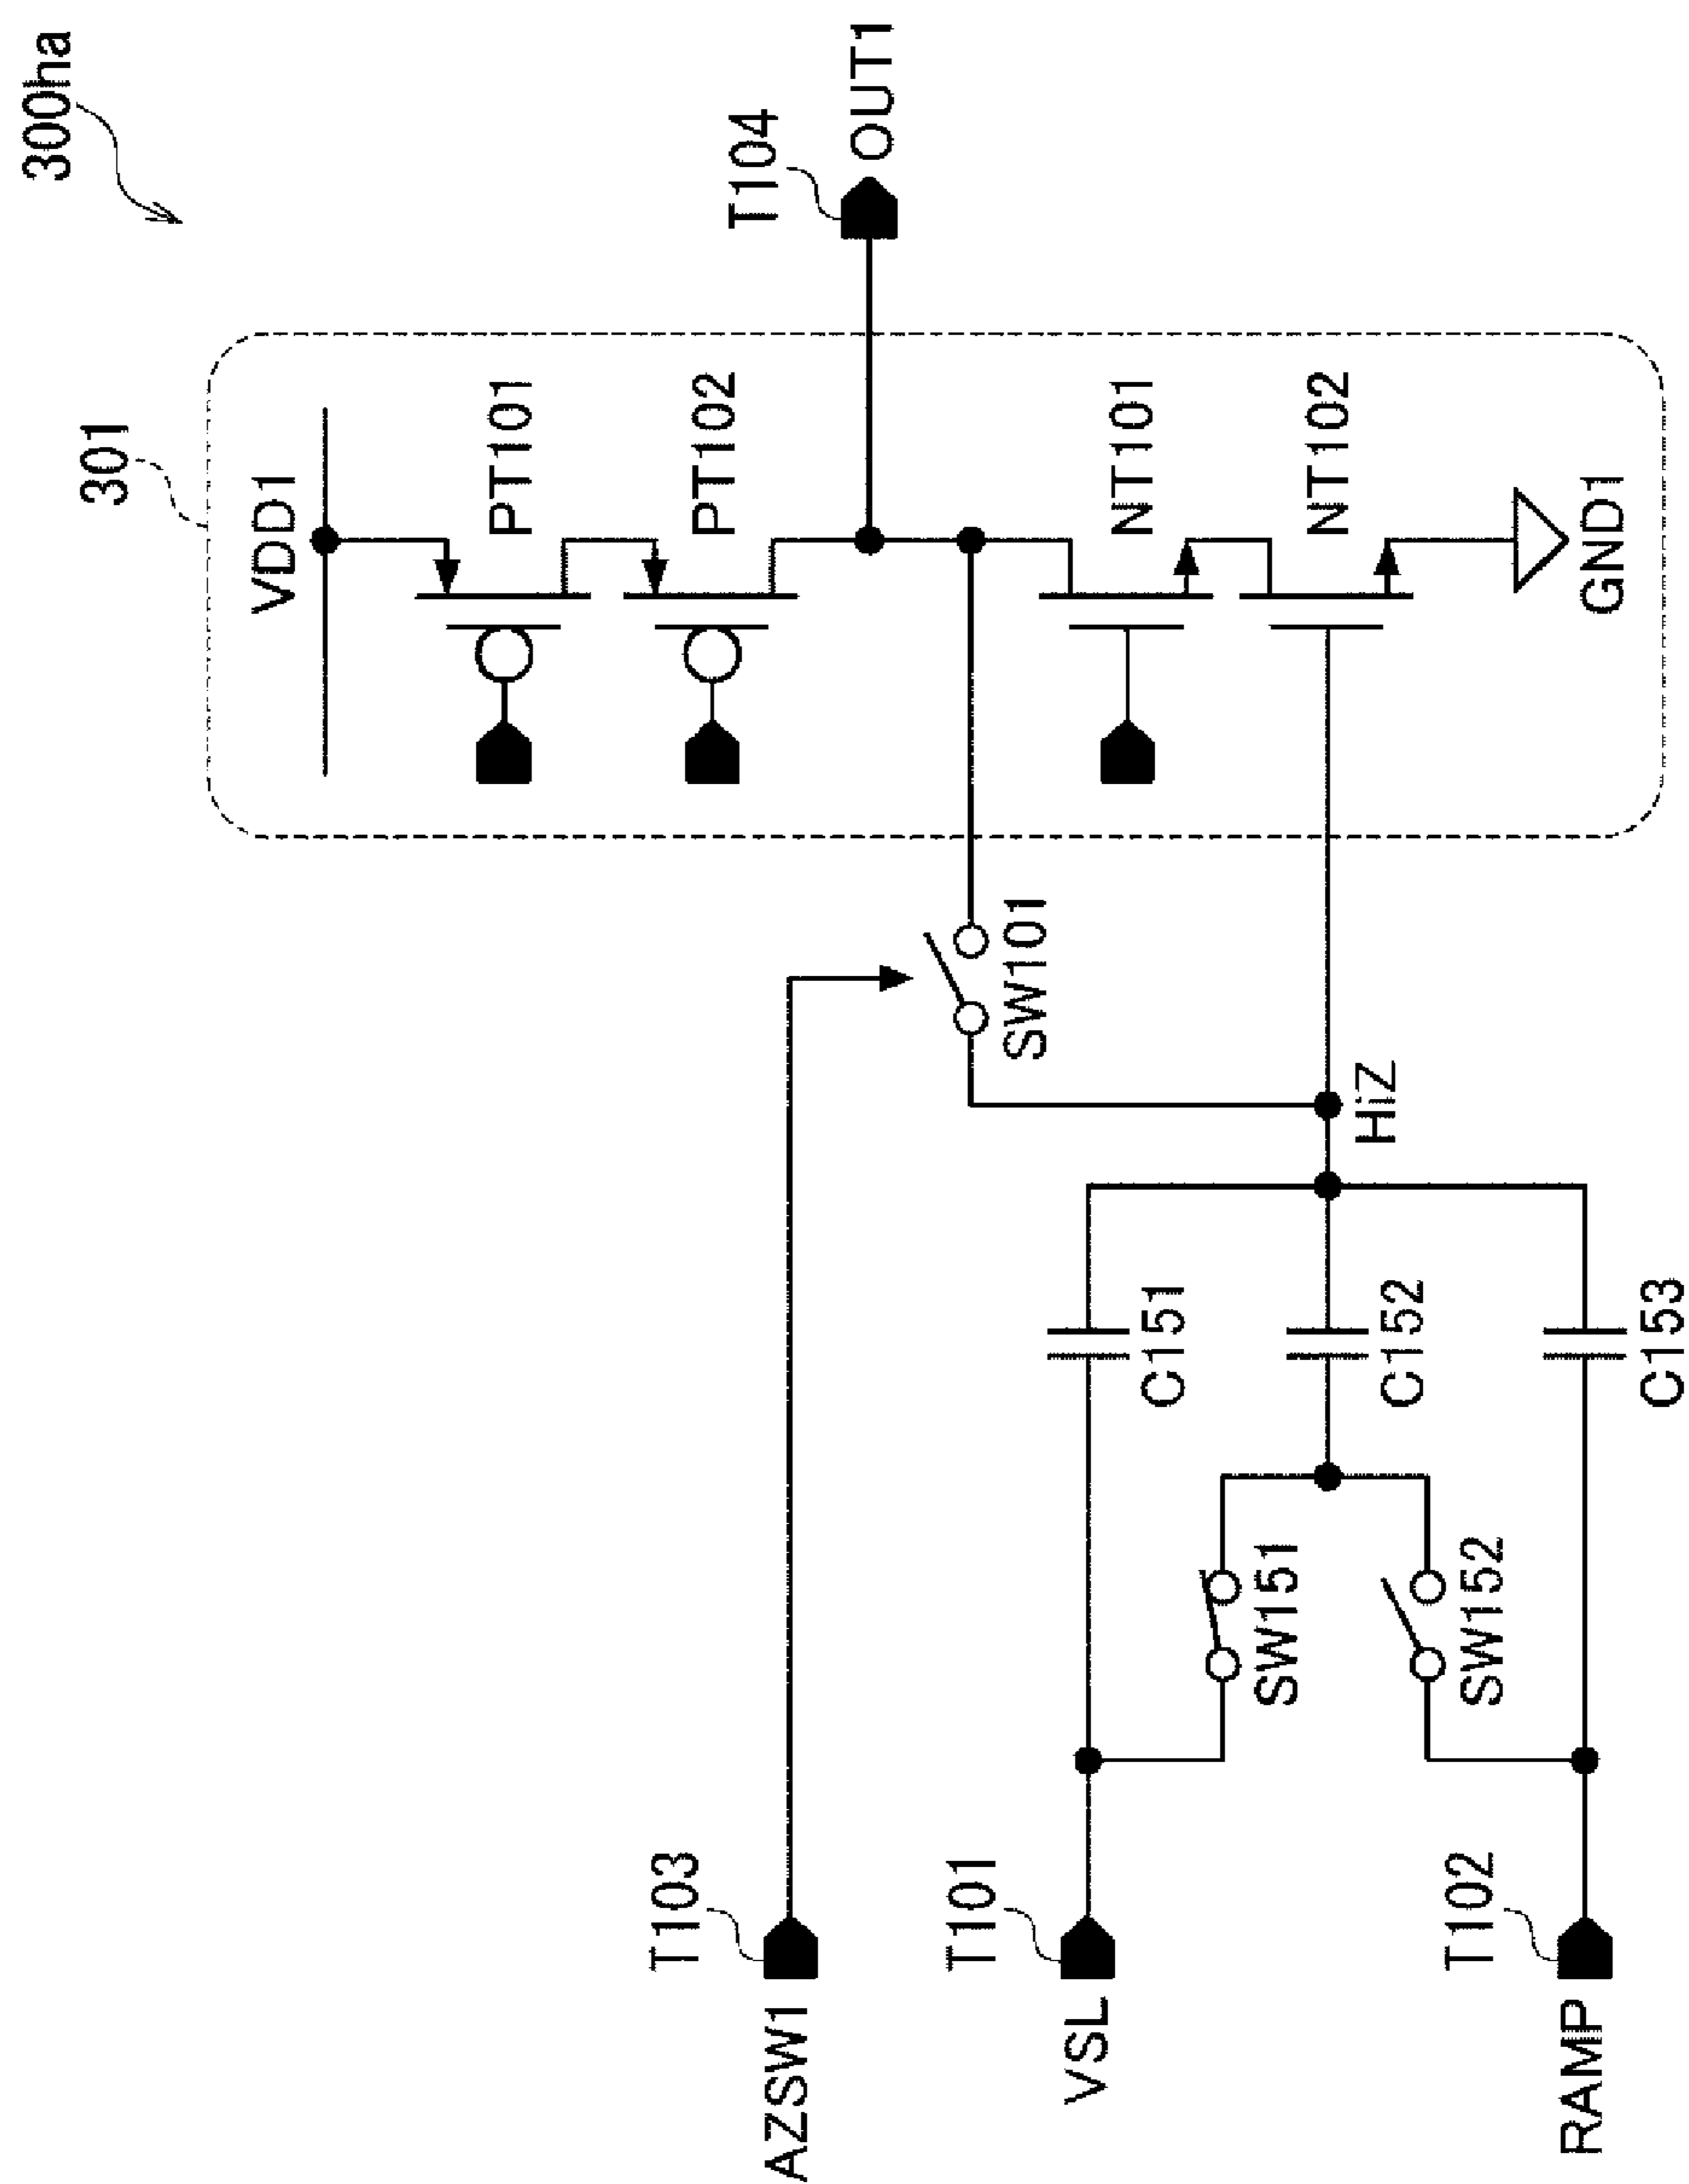 300ha
301
VDD1
PT101
PT102
T104
OUT1
NT101
NT102
GND1
SW101
HiZ
C151
C152
C153
SW151
SW152
T103
AZSW1
T101
VSL
T102
RAMP